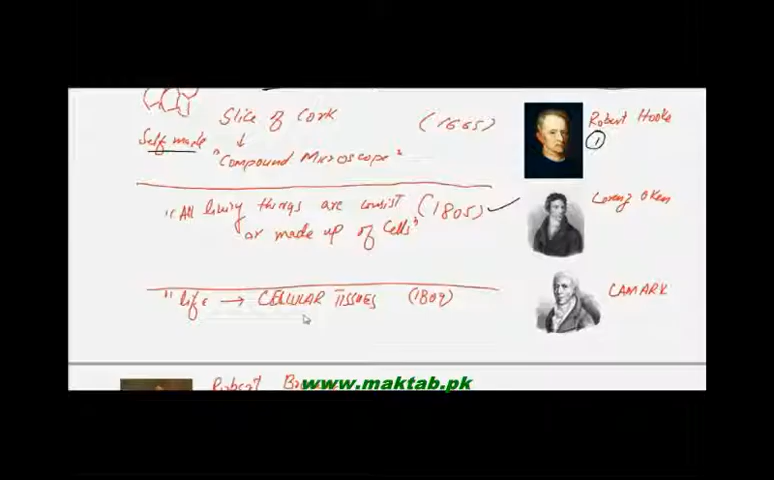 Slice of Cork (1665) Robert Hooke
1
Self made "Compound Microscope"
"All living things are consist (1805) Lorenz Oken
or made up of Cells"
"life → CELLULAR TISSUES (1809) LAMARK
Robert
www.maktab.pk